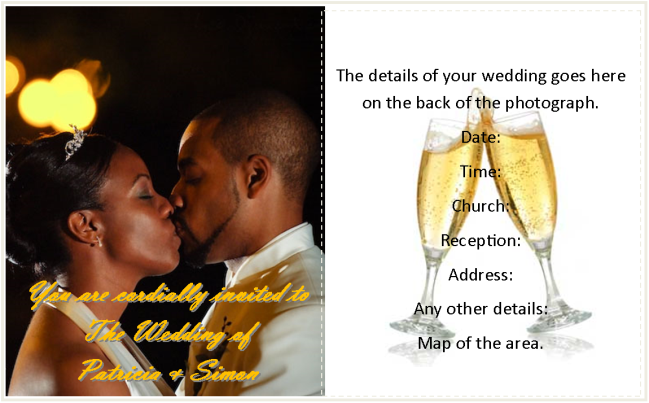 You are cordially invited to
The Wedding of
Patricia & Simon
The details of your wedding goes here
on the back of the photograph.
Date:
Time:
Church:
Reception:
Address:
Any other details:
Map of the area.